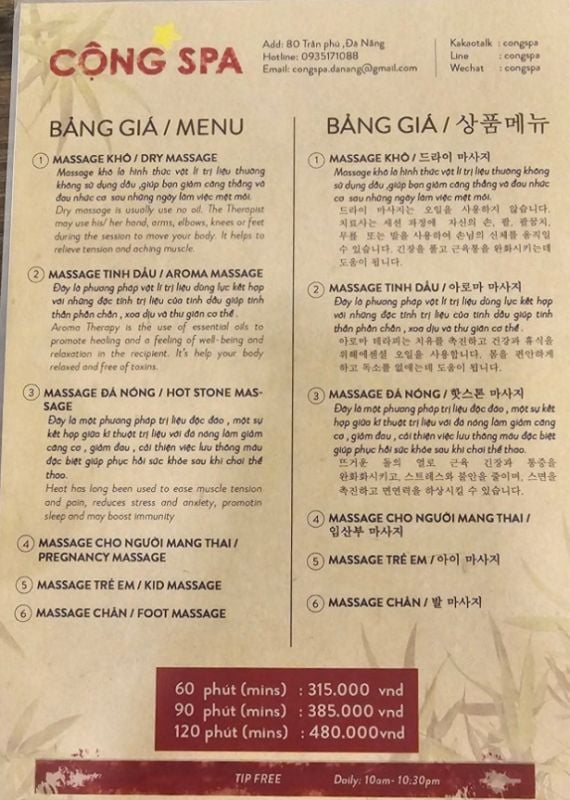 CỘNG SPA
Add: 80 Trần phú ,Đà Nẵng
Hotline: 0935171088
Email: congspa.danang@gmail.com
Kakaotalk : congspa
Line : congspa
Wechat : congspa
BẢNG GIÁ / MENU
1 MASSAGE KHÔ / DRY MASSAGE
Massage khô là hình thức vật lí trị liệu thường
không sử dụng dầu ,giúp bạn giảm căng thẳng và
đau nhức cơ sau những ngày làm việc mệt mỏi.
Dry massage is usually use no oil. The Therapist
may use his/ her hand, arms, elbows, knees or feet
during the session to move your body. It helps to
relieve tension and aching muscle.
2 MASSAGE TINH DẦU / AROMA MASSAGE
Đây là phương pháp vật lí trị liệu dùng lực kết hợp
với những đặc tính trị liệu của tinh dầu giúp tinh
thần phấn chấn , xoa dịu và thư giãn cơ thể .
Aroma Therapy is the use of essential oils to
promote healing and a feeling of well-being and
relaxation in the recipient. It's help your body
relaxed and free of toxins.
3 MASSAGE ĐÁ NÓNG / HOT STONE MAS-
SAGE
Đây là một phương pháp trị liệu độc đáo , một sự
kết hợp giữa kĩ thuật trị liệu với đá nóng làm giảm
căng cơ , giảm đau , cải thiện việc lưu thông máu
đặc biệt giúp phục hồi sức khỏe sau khi chơi thể
thao.
Heat has long been used to ease muscle tension
and pain, reduces stress and anxiety, promotin
sleep and may boost immunity
4 MASSAGE CHO NGƯỜI MANG THAI /
PREGNANCY MASSAGE
5 MASSAGE TRẺ EM / KID MASSAGE
6 MASSAGE CHÂN / FOOT MASSAGE
BẢNG GIÁ / 상품메뉴
1 MASSAGE KHÔ / 드라이 마사지
Massage khô là hình thức vật lí trị liệu thường không
sử dụng dầu ,giúp bạn giảm căng thẳng và đau nhức
cơ sau những ngày làm việc mệt mỏi.
드라이 마사지는 오일을 사용하지 않습니다.
치료사는 세션 과정에 자신의 손, 팔, 팔꿈치,
무릎 또는 발을 사용하여 손님의 신체를 움직일
수 있습니다. 긴장을 풀고 근육통을 완화시키는데
도움이 됩니다.
2 MASSAGE TINH DẦU / 아로마 마사지
Đây là phương pháp vật lí trị liệu dùng lực kết hợp
với những đặc tính trị liệu của tinh dầu giúp tinh
thần phấn chấn , xoa dịu và thư giãn cơ thể .
아로마 테라피는 치유를 촉진하고 건강과 휴식을
위해에센셜 오일을 사용합니다. 몸을 편안하게
하고 독소를 없애는데 도움이 됩니다.
3 MASSAGE ĐÁ NÓNG / 핫스톤 마사지
Đây là một phương pháp trị liệu độc đáo , một sự kết
hợp giữa kĩ thuật trị liệu với đá nóng làm giảm căng
cơ , giảm đau , cải thiện việc lưu thông máu đặc biệt
giúp phục hồi sức khỏe sau khi chơi thể thao.
뜨거운 돌의 열로 근육 긴장과 통증을
완화시키고, 스트레스와 불안을 줄이며, 스면을
촉진하고 면연력을 하상시킬 수 있습니다.
4 MASSAGE CHO NGƯỜI MANG THAI /
임산부 마사지
5 MASSAGE TRẺ EM / 아이 마사지
6 MASSAGE CHÂN / 발 마사지
60 phút (mins) : 315.000 vnd
90 phút (mins) : 385.000 vnd
120 phút (mins) : 480.000vnd
TIP FREE Daily: 10am- 10:30pm